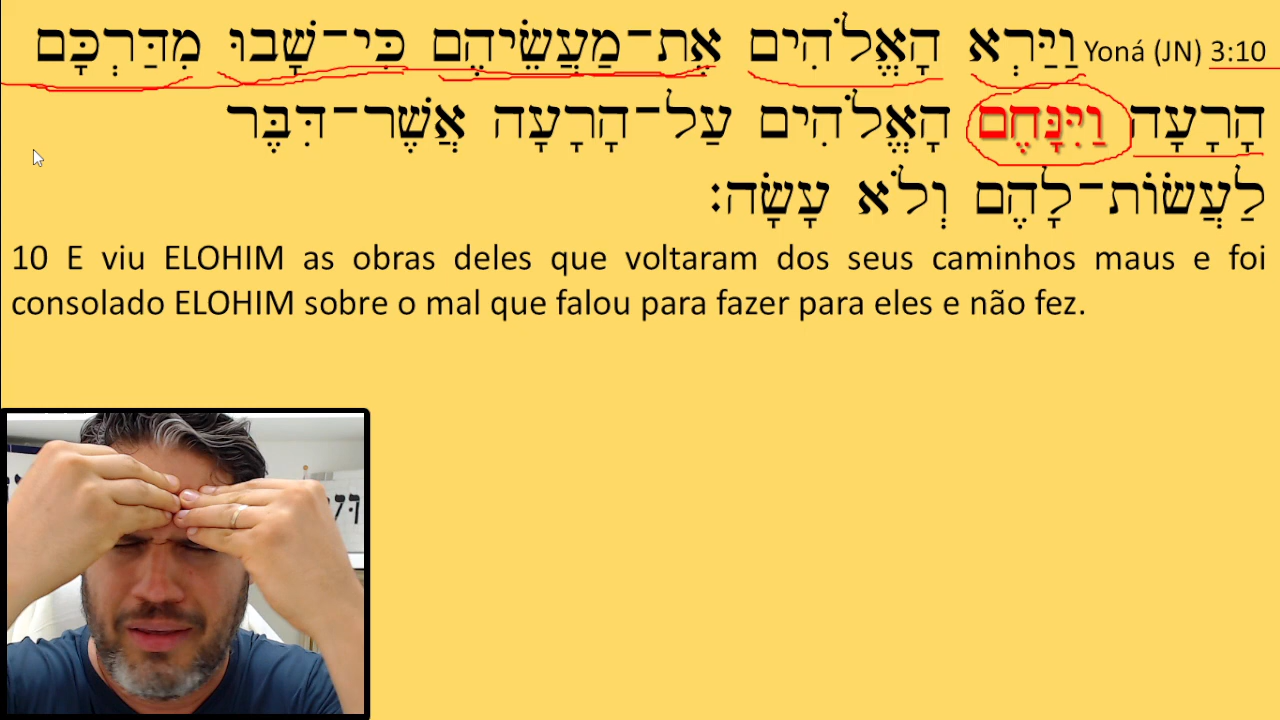 Yoná (JN) 3:10 וַיַּרְא הָאֱלֹהִים אֶת־מַעֲשֵׂיהֶם כִּי־שָׁבוּ מִדַּרְכָּם
הָרָעָה וַיִּנָּחֶם הָאֱלֹהִים עַל־הָרָעָה אֲשֶׁר־דִּבֶּר
לַעֲשׂוֹת־לָהֶם וְלֹא עָשָׂה׃
10 E viu ELOHIM as obras deles que voltaram dos seus caminhos maus e foi
consolado ELOHIM sobre o mal que falou para fazer para eles e não fez.